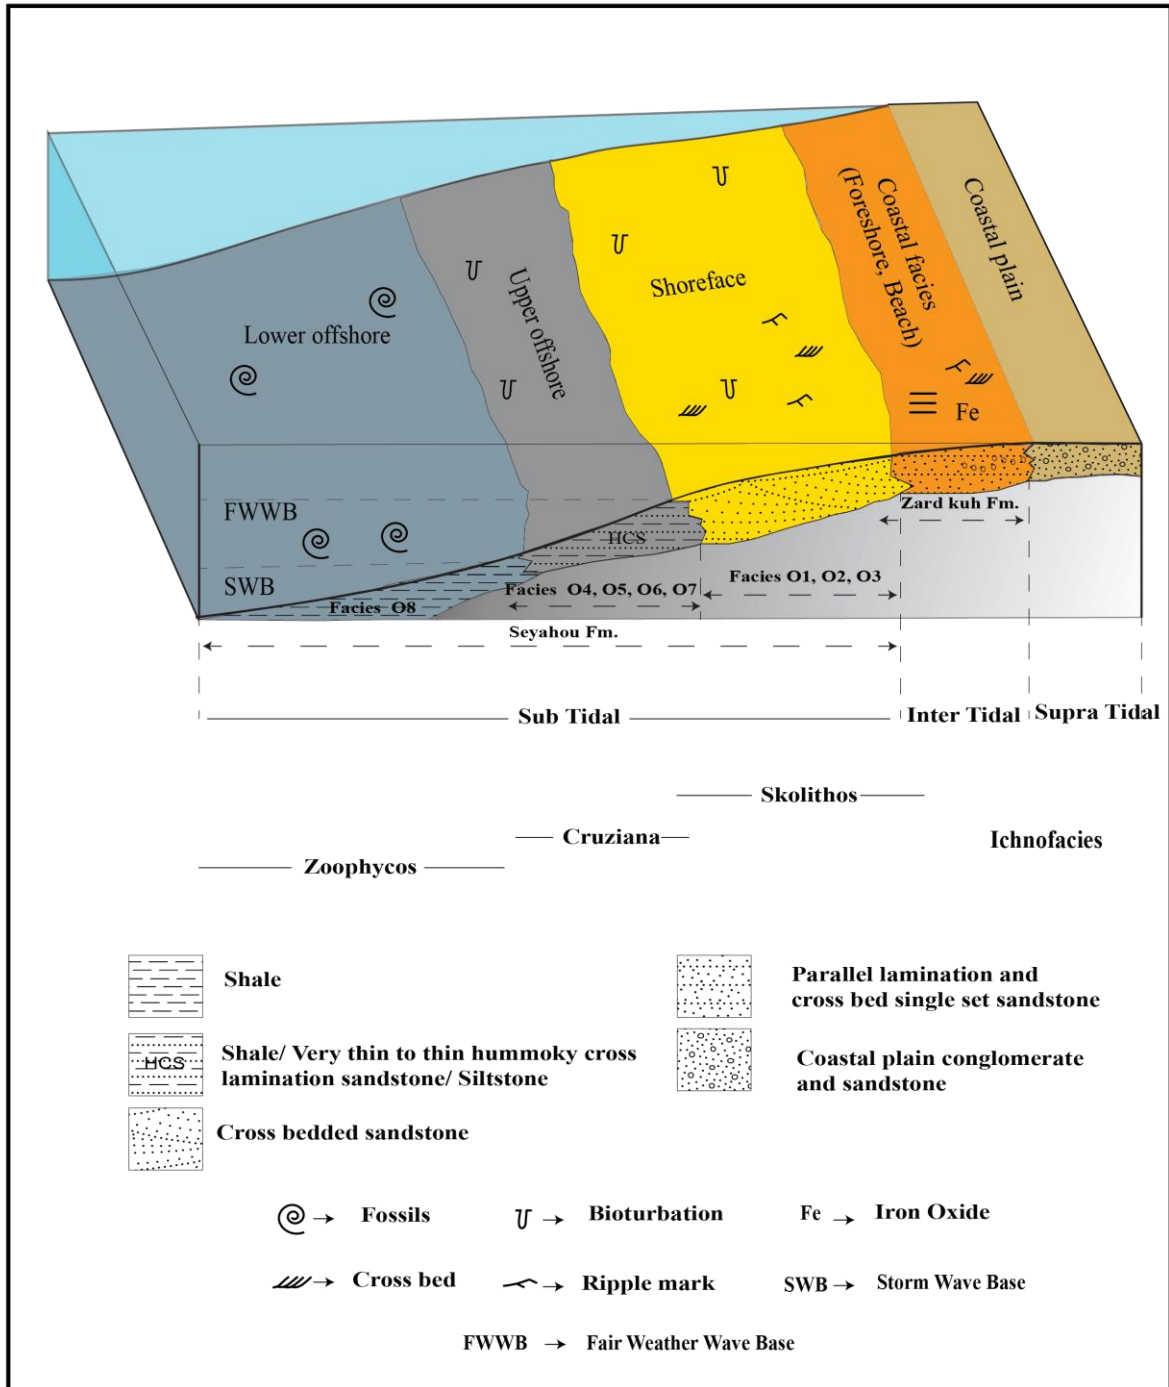 Lower offshore
Upper offshore
Shoreface
Coastal facies
(Foreshore, Beach)
Coastal plain
Fe
FWWB
SWB
HCS
Zard kuh Fm.
Facies O8
Facies O4, O5, O6, O7
Facies O1, O2, O3
Seyahou Fm.
Sub Tidal
Inter Tidal
Supra Tidal
Skolithos
Cruziana
Ichnofacies
Zoophycos
Shale
Parallel lamination and
cross bed single set sandstone
HCS
Shale/ Very thin to thin hummoky cross
lamination sandstone/ Siltstone
Coastal plain conglomerate
and sandstone
Cross bedded sandstone
Fossils
Bioturbation
Fe → Iron Oxide
Cross bed
Ripple mark
SWB → Storm Wave Base
FWWB → Fair Weather Wave Base